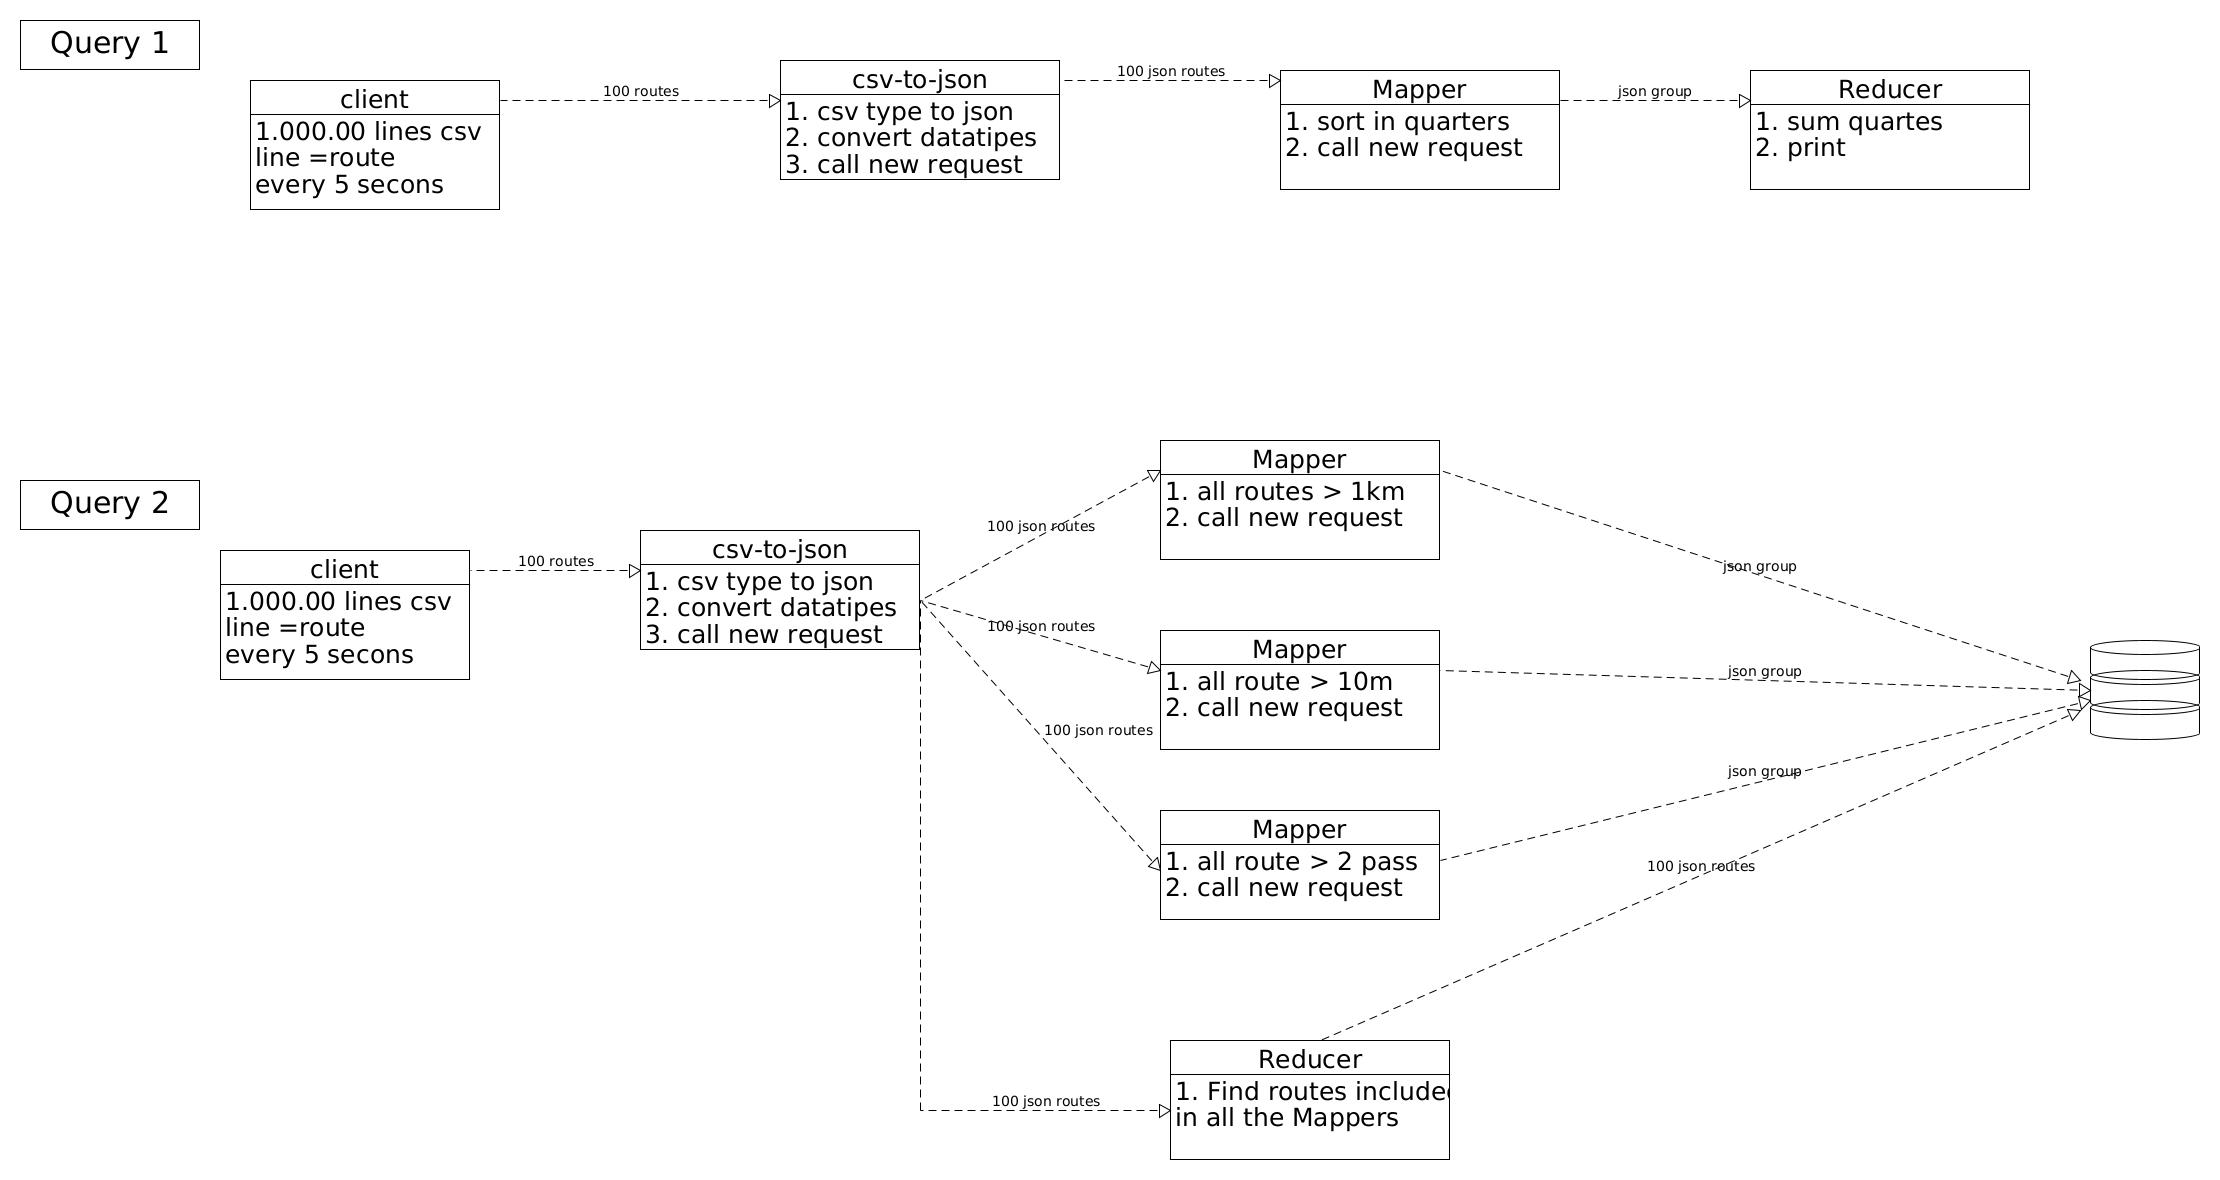 Query 1
client
1.000.00 lines csv
line =route
every 5 secons
100 routes
csv-to-json
1. csv type to json
2. convert datatipes
3. call new request
100 json routes
Mapper
1. sort in quarters
2. call new request
json group
Reducer
1. sum quartes
2. print
Query 2
client
1.000.00 lines csv
line =route
every 5 secons
100 routes
csv-to-json
1. csv type to json
2. convert datatipes
3. call new request
100 json routes
Mapper
1. all routes > 1km
2. call new request
json group
100 json routes
Mapper
1. all route > 10m
2. call new request
json group
100 json routes
Mapper
1. all route > 2 pass
2. call new request
json group
100 json routes
100 json routes
Reducer
1. Find routes included
in all the Mappers